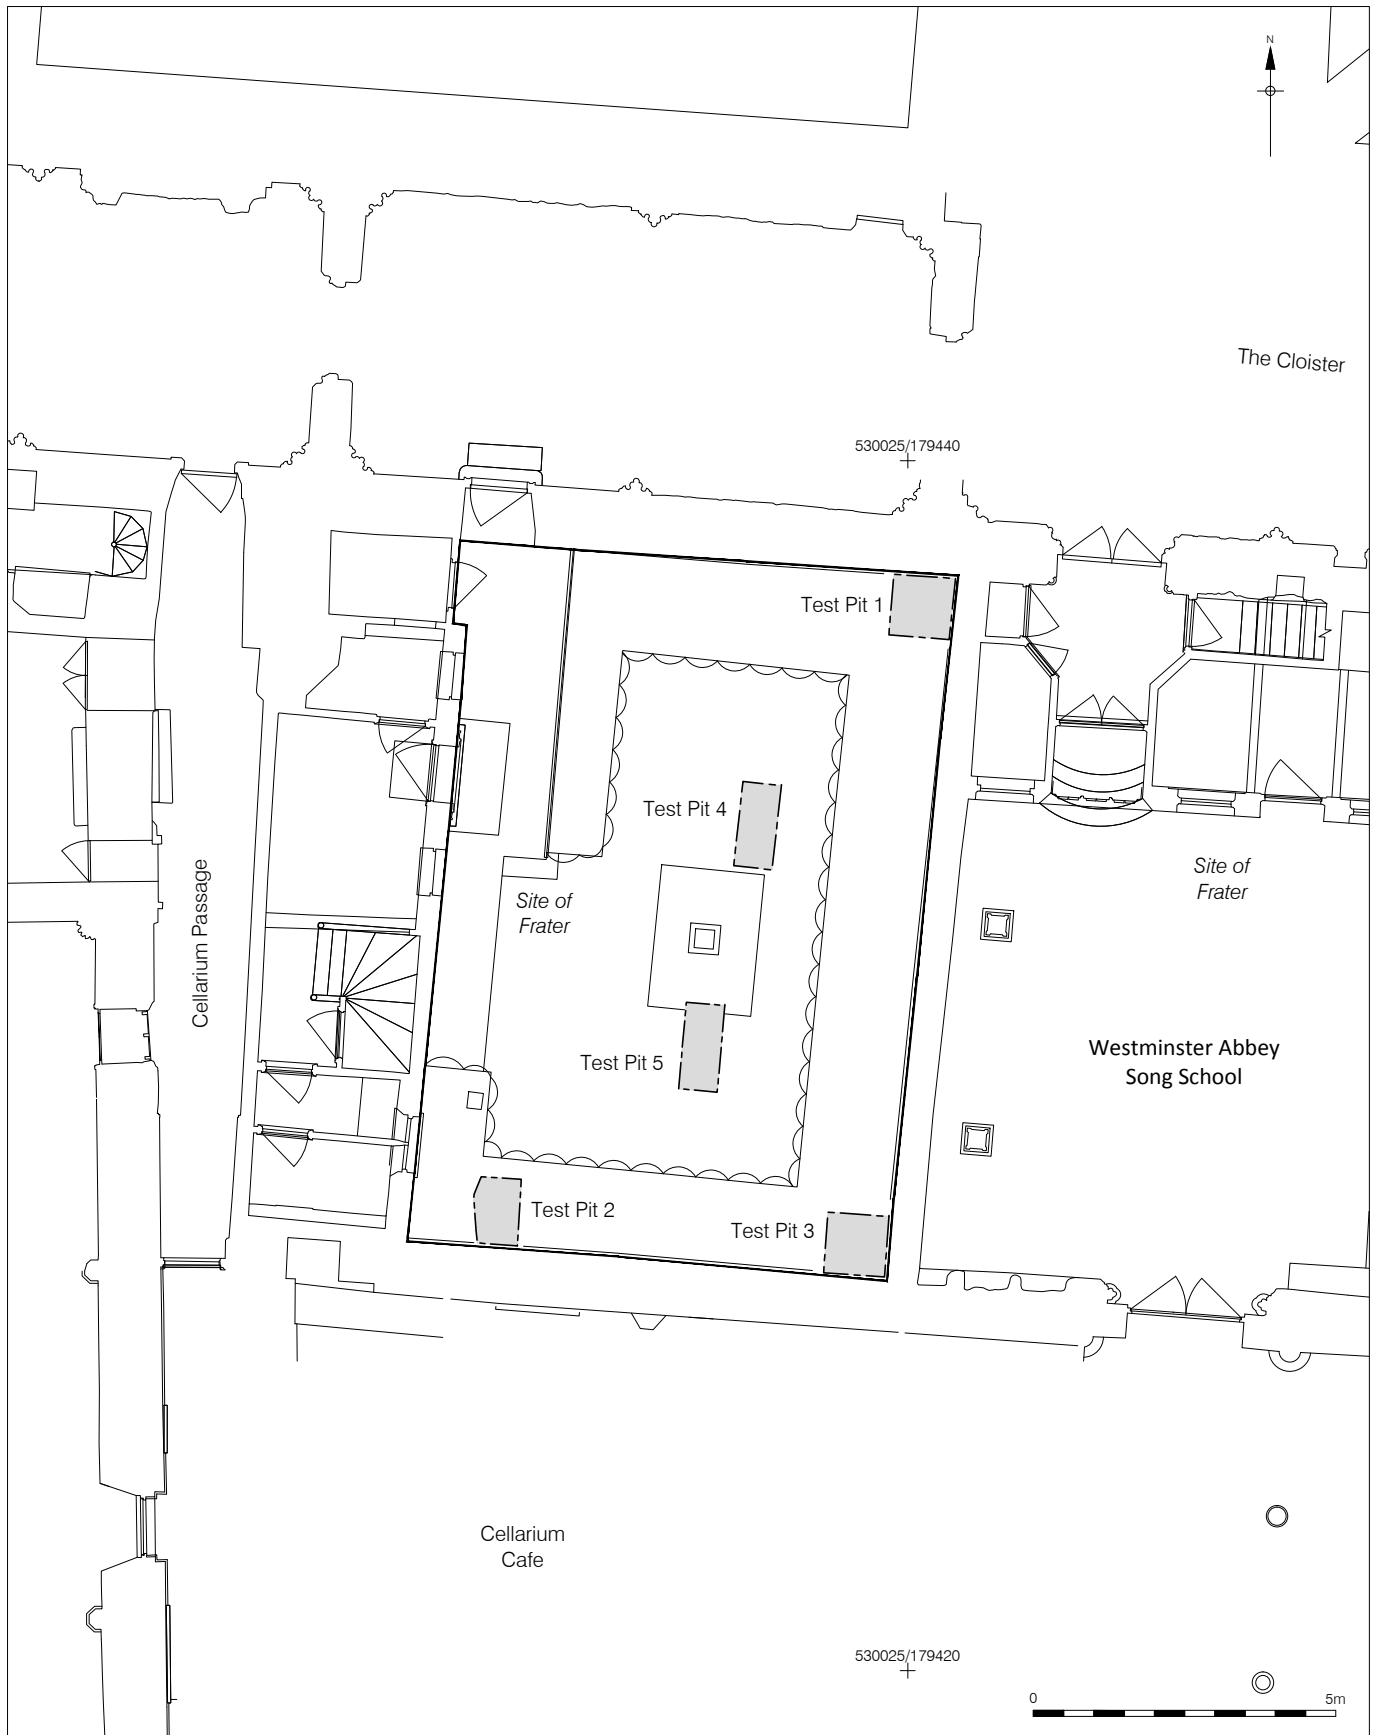 N
The Cloister
530025/179440
Test Pit 1
Test Pit 4
Site of
Frater
Site of
Frater
Cellarium Passage
Westminster Abbey
Song School
Test Pit 5
Test Pit 2
Test Pit 3
Cellarium
Cafe
530025/179420
0
5m